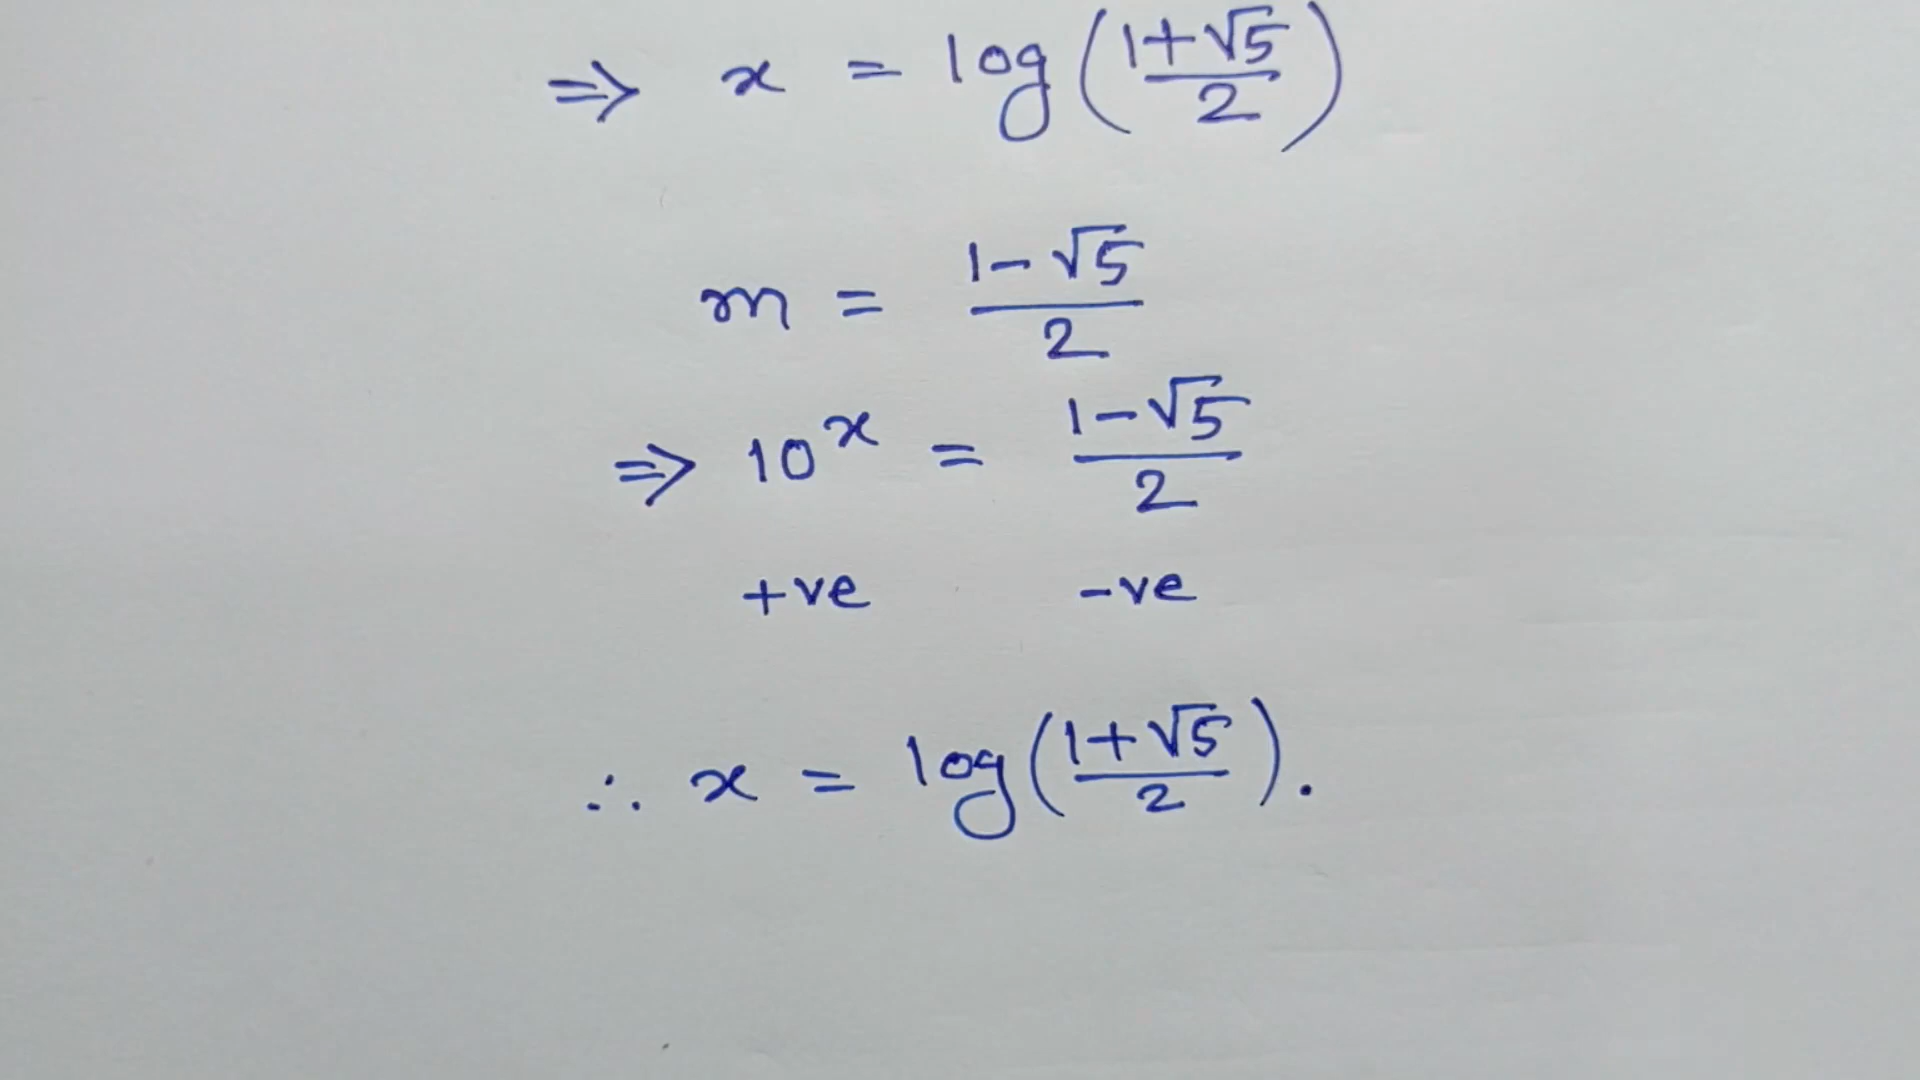 ⇒ x = log((1+√5)/2)
m = (1-√5)/2
⇒ 10^x = (1-√5)/2
+ve -ve
∴ x = log((1+√5)/2).